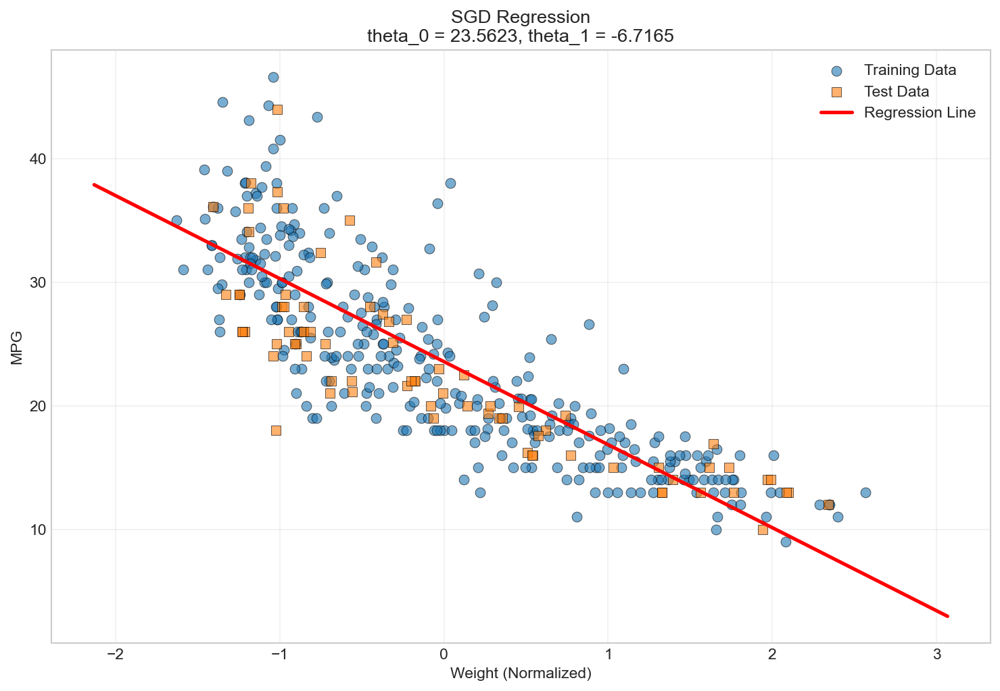 SGD Regression
theta_0 = 23.5623, theta_1 = -6.7165
Training Data
Test Data
Regression Line
MPG
40
30
20
10
−2
−1
0
1
2
3
Weight (Normalized)